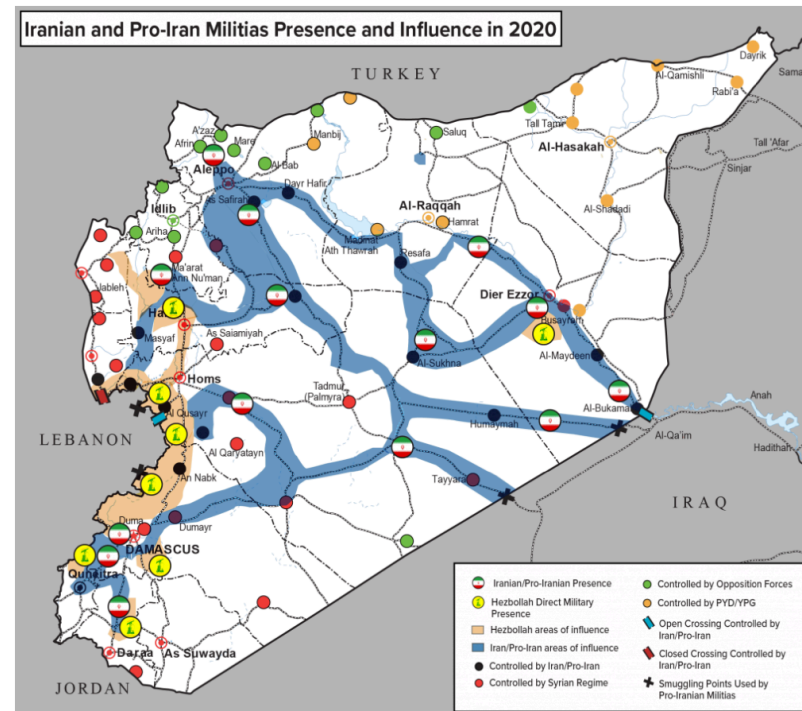 Iranian and Pro-Iran Militias Presence and Influence in 2020
TURKEY
Dayrik
Al-Qamishli
Sama
Rabi'a
A'zaz
Afrin
Mare
Manbij
Saluq
Tall Tamr
Al-Hasakah
Tall 'Afar
Sinjar
Al Bab
Aleppo
Dayr Hafir
As Safirah
Al-Raqqah
Hamrat
Al-Shadadi
Idlib
Ariha
Madinat
Ath Thawrah
Resafa
Ma'arat
Ann Nu'man
Jableh
Dier Ezzor
Busayrah
Ha
Masyaf
As Saiamiyah
Al-Sukhna
Al-Maydeen
Homs
Tadmur
(Palmyra)
Al-Bukamal
Anah
Al Qusayr
Humaymah
Al-Qa'im
Hadithah
LEBANON
Al Qaryatayn
An Nabk
Tayyara
IRAQ
Duma
Dumayr
DAMASCUS
Quneitra
Daraa
As Suwayda
JORDAN
Iranian/Pro-Iranian Presence
Hezbollah Direct Military
Presence
Hezbollah areas of influence
Iran/Pro-Iran areas of influence
Controlled by Iran/Pro-Iran
Controlled by Syrian Regime
Controlled by Opposition Forces
Controlled by PYD/YPG
Open Crossing Controlled by
Iran/Pro-Iran
Closed Crossing Controlled by
Iran/Pro-Iran
Smuggling Points Used by
Pro-Iranian Militias